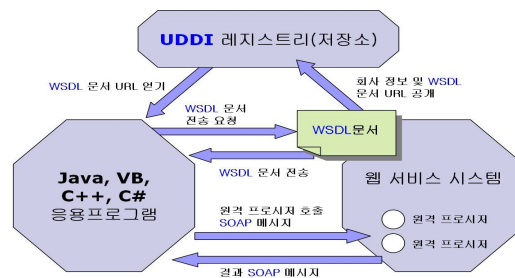 UDDI 레지스트리(저장소)
WSDL 문서 URL 얻기
회사 정보 및 WSDL
문서 URL 공개
WSDL 문서
전송 요청
WSDL문서
Java, VB,
C++, C#
응용프로그램
WSDL 문서 전송
웹 서비스 시스템
원격 프로시저 호출
SOAP 메시지
원격 프로시저
원격 프로시저
결과 SOAP 메시지